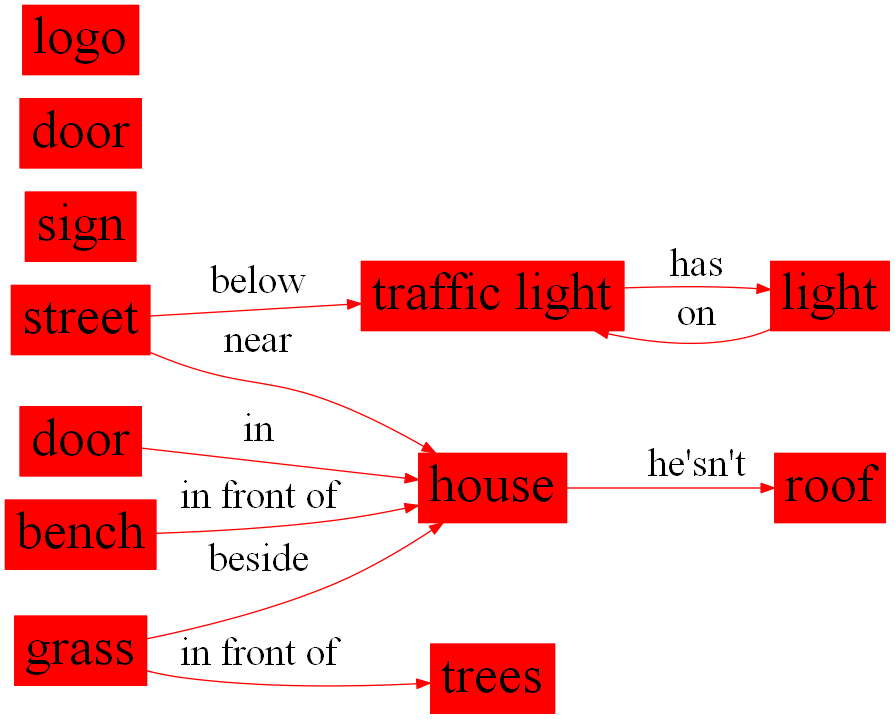 logo
door
sign
street
below
traffic light
has
light
on
near
door
in
house
he'sn't
roof
bench
in front of
beside
grass
in front of
trees